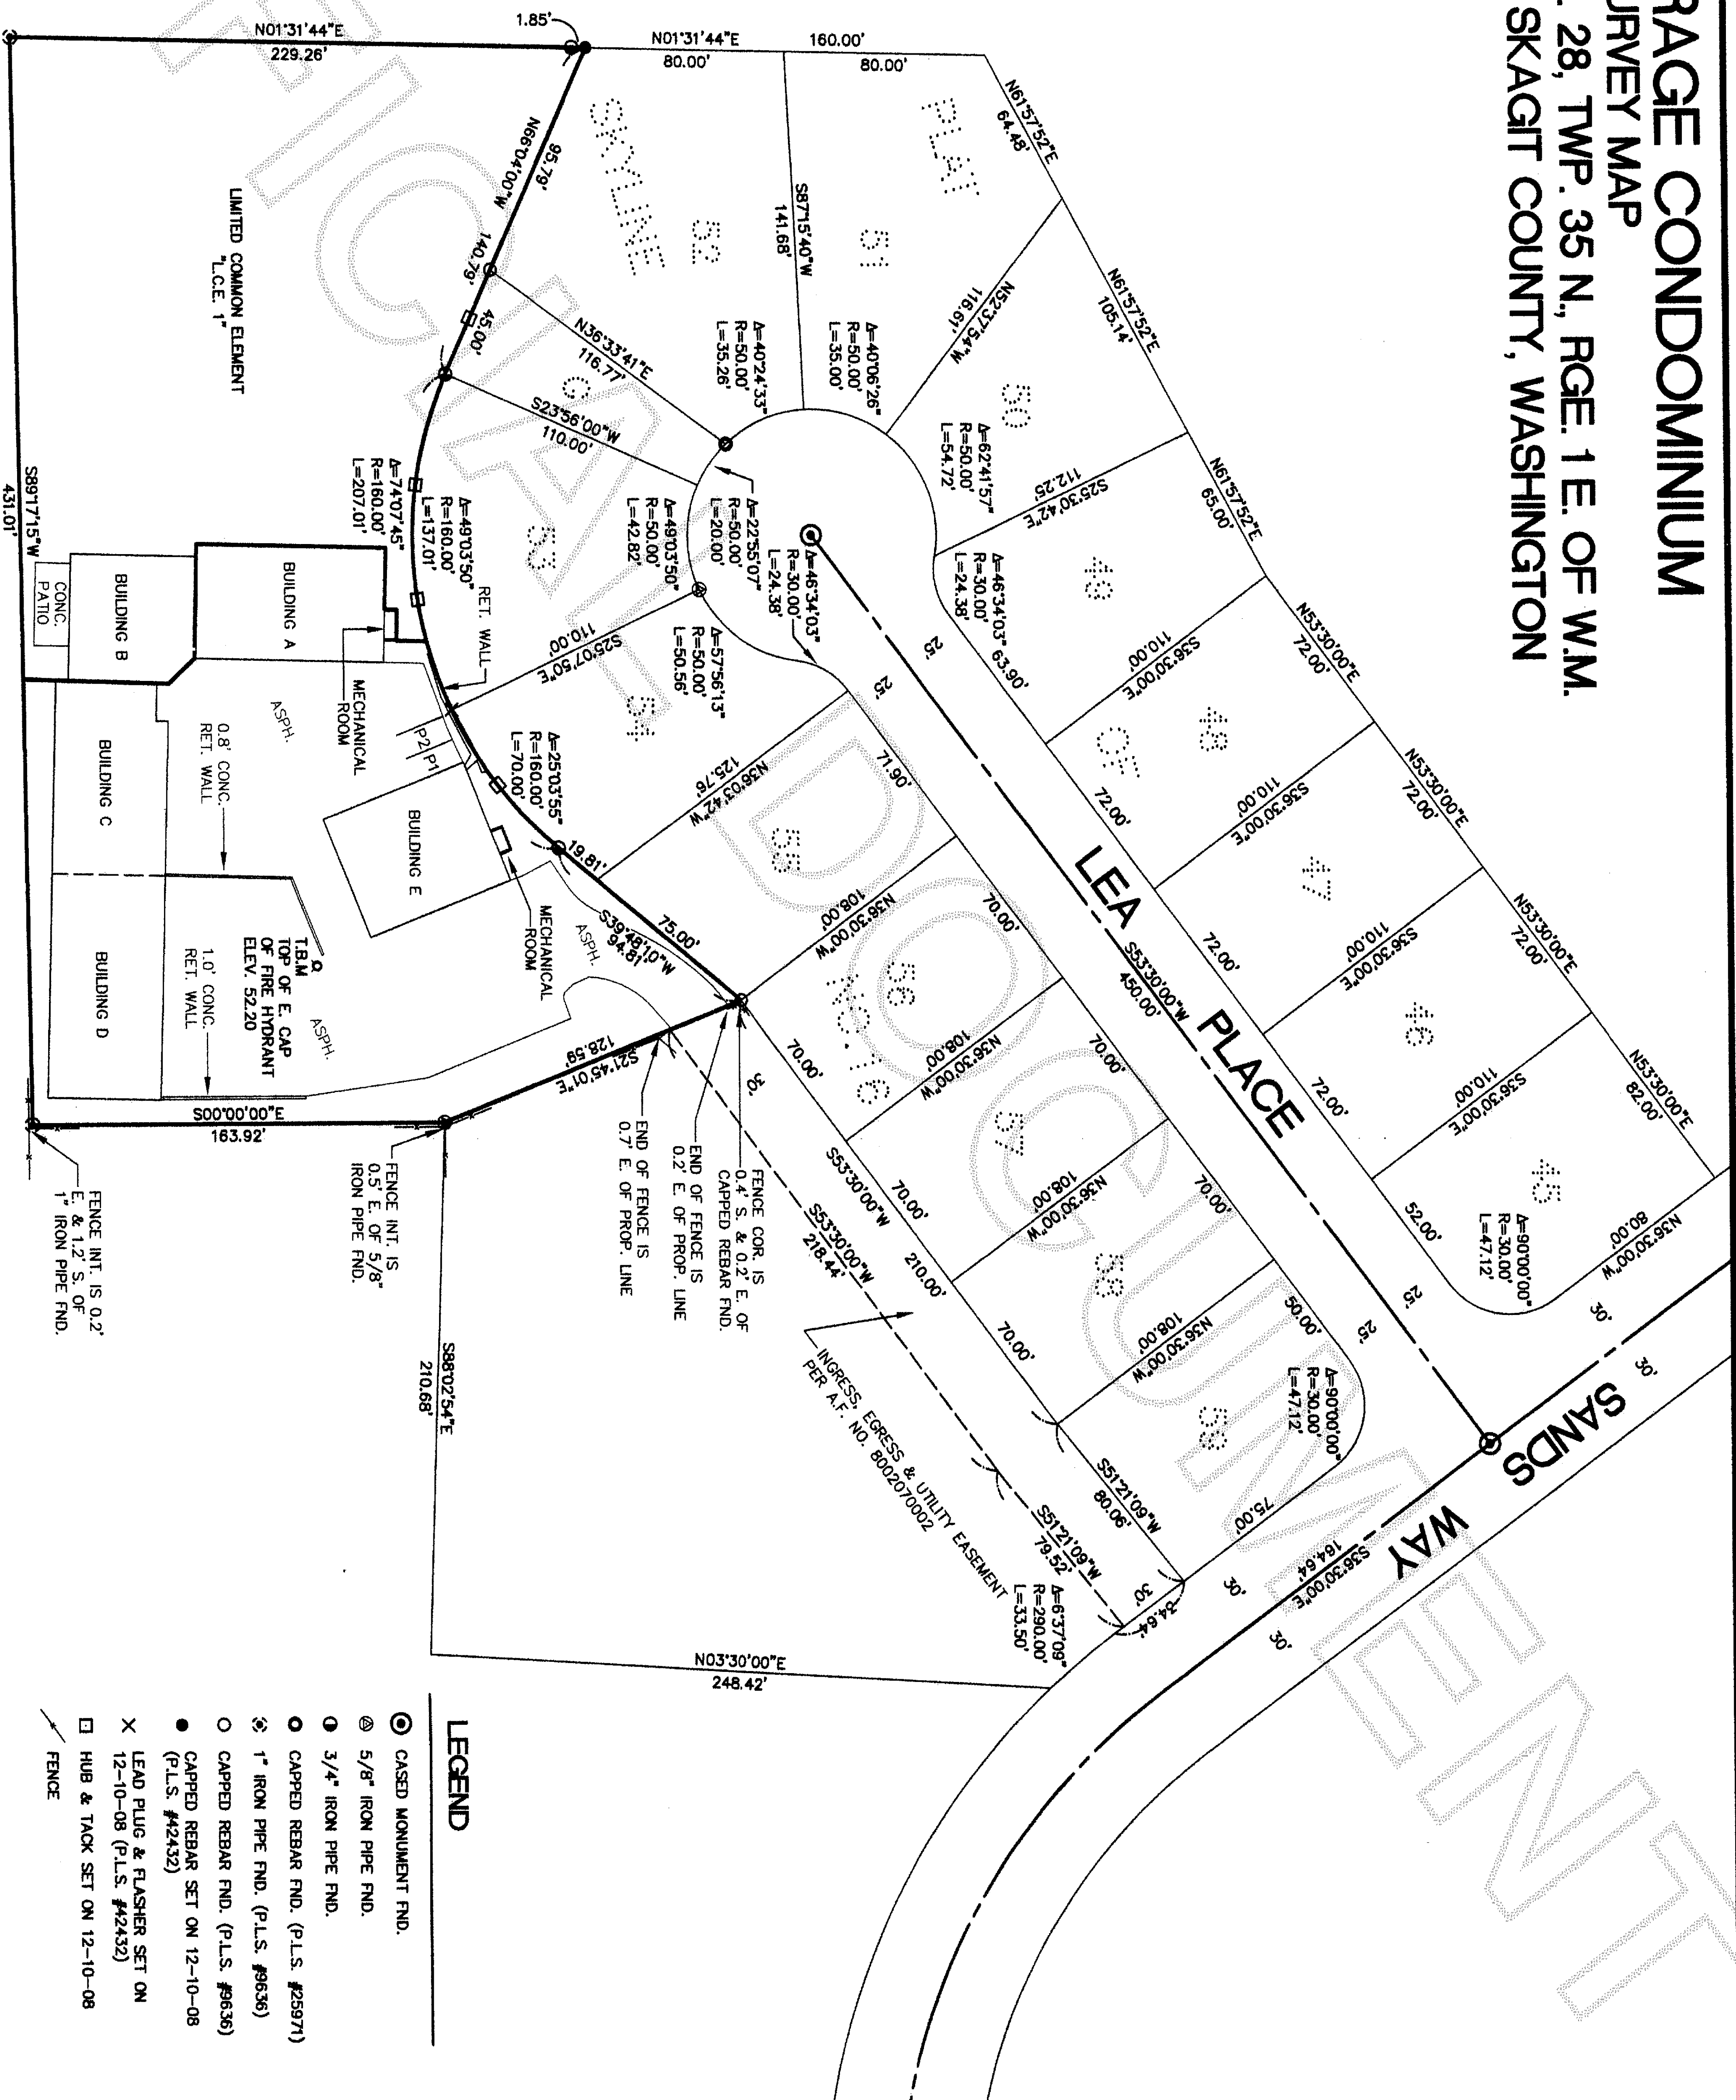 RAGE CONDOMINIUM
URVEY MAP
. 28, TWP. 35 N., RGE. 1 E. OF W.M.
SKAGIT COUNTY, WASHINGTON
N01°31'44"E
229.26'
1.85'
N01°31'44"E
160.00'
80.00'
80.00'
N61°57'52"E
64.48'
N61°57'52"E
105.14'
N61°57'52"E
65.00'
N53°30'00"E
72.00'
N53°30'00"E
72.00'
N53°30'00"E
72.00'
N53°30'00"E
82.00'
PLAT
SKYLINE
51
52
50
49
48
47
46
45
OF
S87°15'40"W
141.68'
N52°37'54"W
116.61'
S25°30'42"E
112.25'
S36°30'00"E
110.00'
S36°30'00"E
110.00'
S36°30'00"E
110.00'
S36°30'00"E
110.00'
N36°30'00"W
80.00'
Δ=40°06'26"
R=50.00'
L=35.00'
Δ=40°24'33"
R=50.00'
L=35.26'
Δ=62°41'57"
R=50.00'
L=54.72'
Δ=46°34'03"
R=30.00'
L=24.38'
63.90'
72.00'
72.00'
72.00'
52.00'
Δ=90°00'00"
R=30.00'
L=47.12'
95.79'
N66°04'00"W
140.79'
45.00'
N36°33'41"E
116.77'
S23°56'00"W
110.00'
G
53
Δ=22°55'07"
R=50.00'
L=20.00'
Δ=49°03'50"
R=50.00'
L=42.82'
Δ=46°34'03"
R=30.00'
L=24.38'
Δ=57°56'13"
R=50.00'
L=50.56'
S25°07'50"E
110.00'
54
Δ=74°07'45"
R=160.00'
L=207.01'
Δ=49°03'50"
R=160.00'
L=137.01'
RET. WALL
Δ=25°03'55"
R=160.00'
L=70.00'
25'
25'
LEA PLACE
S53°30'00"W
450.00'
25'
25'
71.90'
70.00'
70.00'
70.00'
50.00'
N36°03'42"W
125.76'
55
N36°30'00"W
108.00'
56
NO. 16
N36°30'00"W
108.00'
57
N36°30'00"W
108.00'
58
N36°30'00"W
108.00'
59
Δ=90°00'00"
R=30.00'
L=47.12'
75.00'
30'
30'
SANDS WAY
S36°30'00"E
164.64'
30'
30'
19.81'
75.00'
S39°48'10"W
94.81'
70.00'
S53°30'00"W
70.00'
210.00'
70.00'
S51°21'09"W
80.06'
30'
S53°30'00"W
218.44'
S51°21'09"W
79.52'
30'
34.64'
Δ=6°37'09"
R=290.00'
L=33.50'
INGRESS, EGRESS & UTILITY EASEMENT
PER A.F. NO. 8002070002
LIMITED COMMON ELEMENT
"L.C.E. 1"
S89°17'15"W
431.01'
BUILDING A
BUILDING B
CONC.
PATIO
BUILDING C
BUILDING D
BUILDING E
MECHANICAL
ROOM
P2
P1
ASPH.
0.8' CONC.
RET. WALL
MECHANICAL
ROOM
ASPH.
T.B.M
TOP OF E. CAP
OF FIRE HYDRANT
ELEV. 52.20
1.0' CONC.
RET. WALL
ASPH.
S21°45'01"E
128.59'
S00°00'00"E
163.92'
FENCE COR. IS
0.4' S. & 0.2' E. OF
CAPPED REBAR FND.
END OF FENCE IS
0.2' E. OF PROP. LINE
END OF FENCE IS
0.7' E. OF PROP. LINE
FENCE INT. IS
0.5' E. OF 5/8"
IRON PIPE FND.
FENCE INT. IS 0.2'
E. & 1.2' S. OF
1" IRON PIPE FND.
S88°02'54"E
210.68'
N03°30'00"E
248.42'
LEGEND
CASED MONUMENT FND.
5/8" IRON PIPE FND.
3/4" IRON PIPE FND.
CAPPED REBAR FND. (P.L.S. #25971)
1" IRON PIPE FND. (P.L.S. #9636)
CAPPED REBAR FND. (P.L.S. #9636)
CAPPED REBAR SET ON 12-10-08
(P.L.S. #42432)
LEAD PLUG & FLASHER SET ON
12-10-08 (P.L.S. #42432)
HUB & TACK SET ON 12-10-08
FENCE
FICIAL DOCUMENT